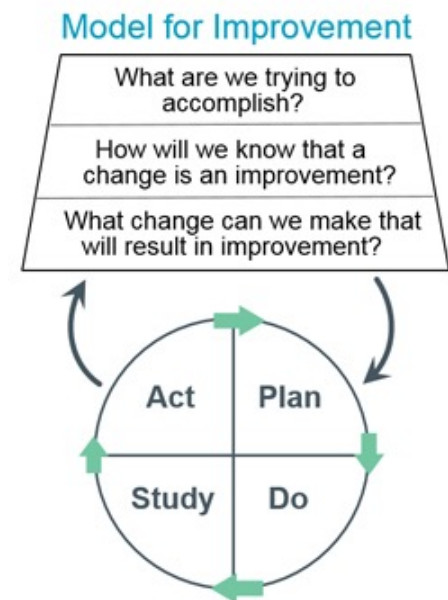 Model for Improvement
What are we trying to
accomplish?
How will we know that a
change is an improvement?
What change can we make that
will result in improvement?
Act
Plan
Study
Do